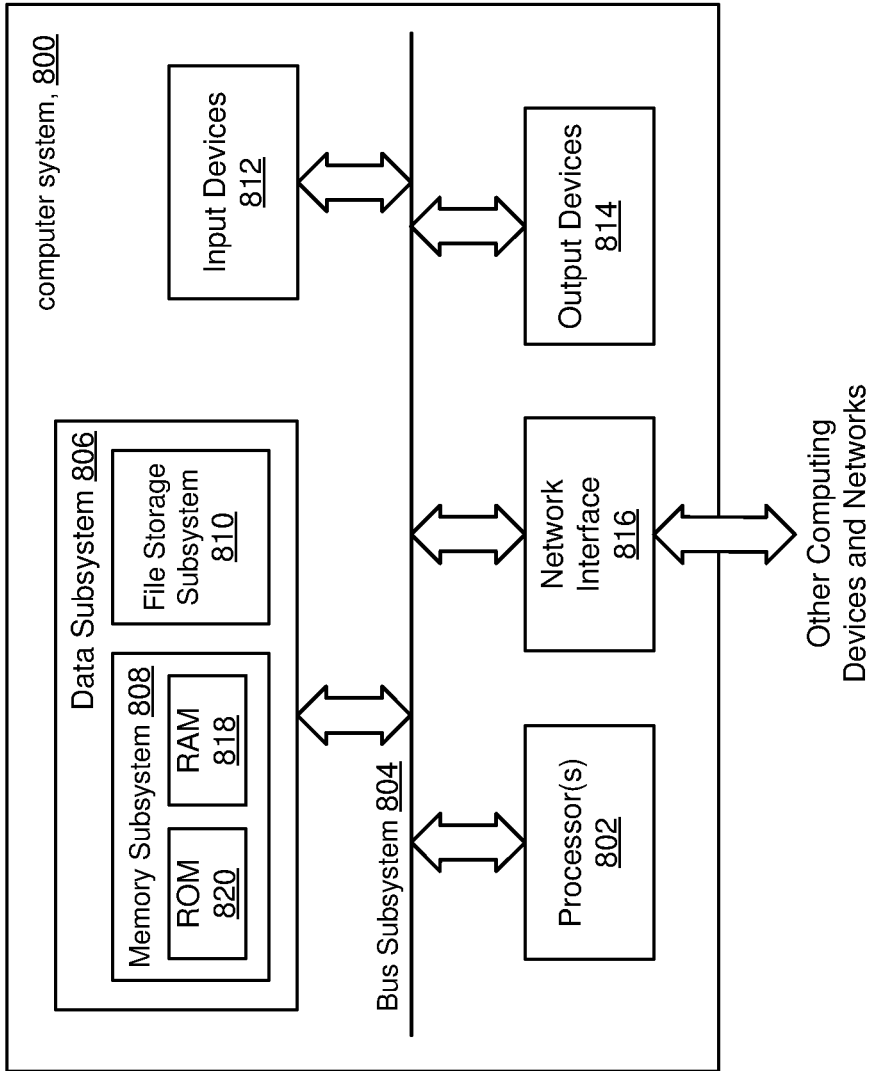 computer system, 800
Data Subsystem 806
Memory Subsystem 808
ROM
820
RAM
818
File Storage
Subsystem
810
Input Devices
812
Bus Subsystem 804
Processor(s)
802
Network
Interface
816
Output Devices
814
Other Computing
Devices and Networks